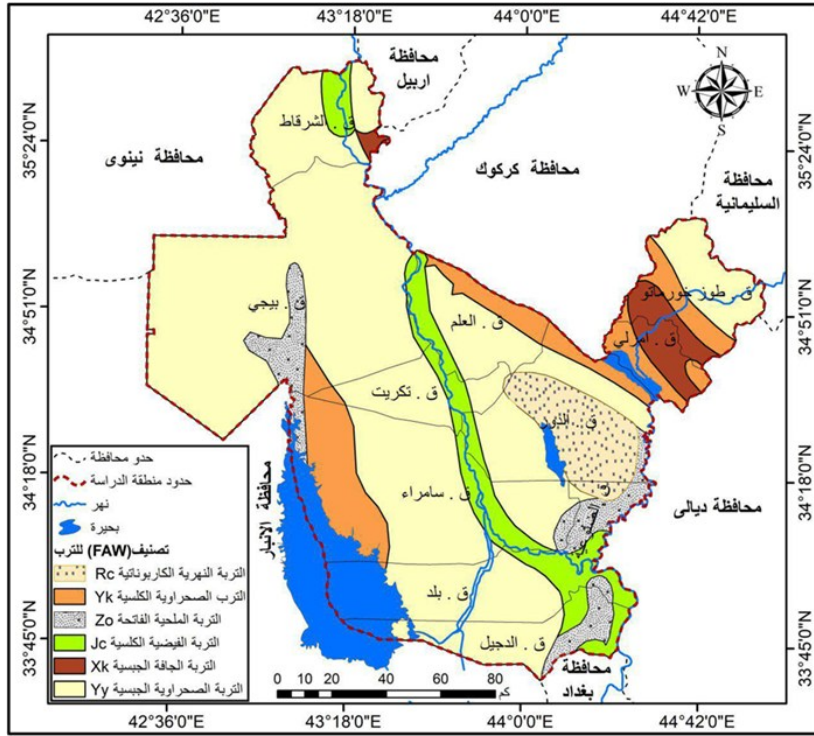 42°36'0"E
43°18'0"E
44°0'0"E
44°42'0"E
35°24'0"N
34°51'0"N
34°18'0"N
33°45'0"N
35°24'0"N
34°51'0"N
34°18'0"N
33°45'0"N
N
W
E
S
محافظة
اربيل
محافظة نينوى
محافظة كركوك
محافظة
السليمانية
ق . الشرقاط
ق . بيجي
ق . طوز خورماتو
ق . امرلي
ق . العلم
ق . تكريت
ق . الدور
ق . سامراء
ق . بلد
ق . الدجيل
محافظة الانبار
محافظة ديالى
محافظة
بغداد
حدو محافظة
حدود منطقة الدراسة
نهر
بحيرة
تصنيف(FAW) للترب
التربة النهرية الكاربوناتية Rc
الترب الصحراوية الكلسية Yk
التربة الملحية الفاتحة Zo
التربة الفيضية الكلسية Jc
التربة الجافة الجبسية Xk
التربة الصحراوية الجبسية Yy
0 20 40 60 80
كم
42°36'0"E
43°18'0"E
44°0'0"E
44°42'0"E